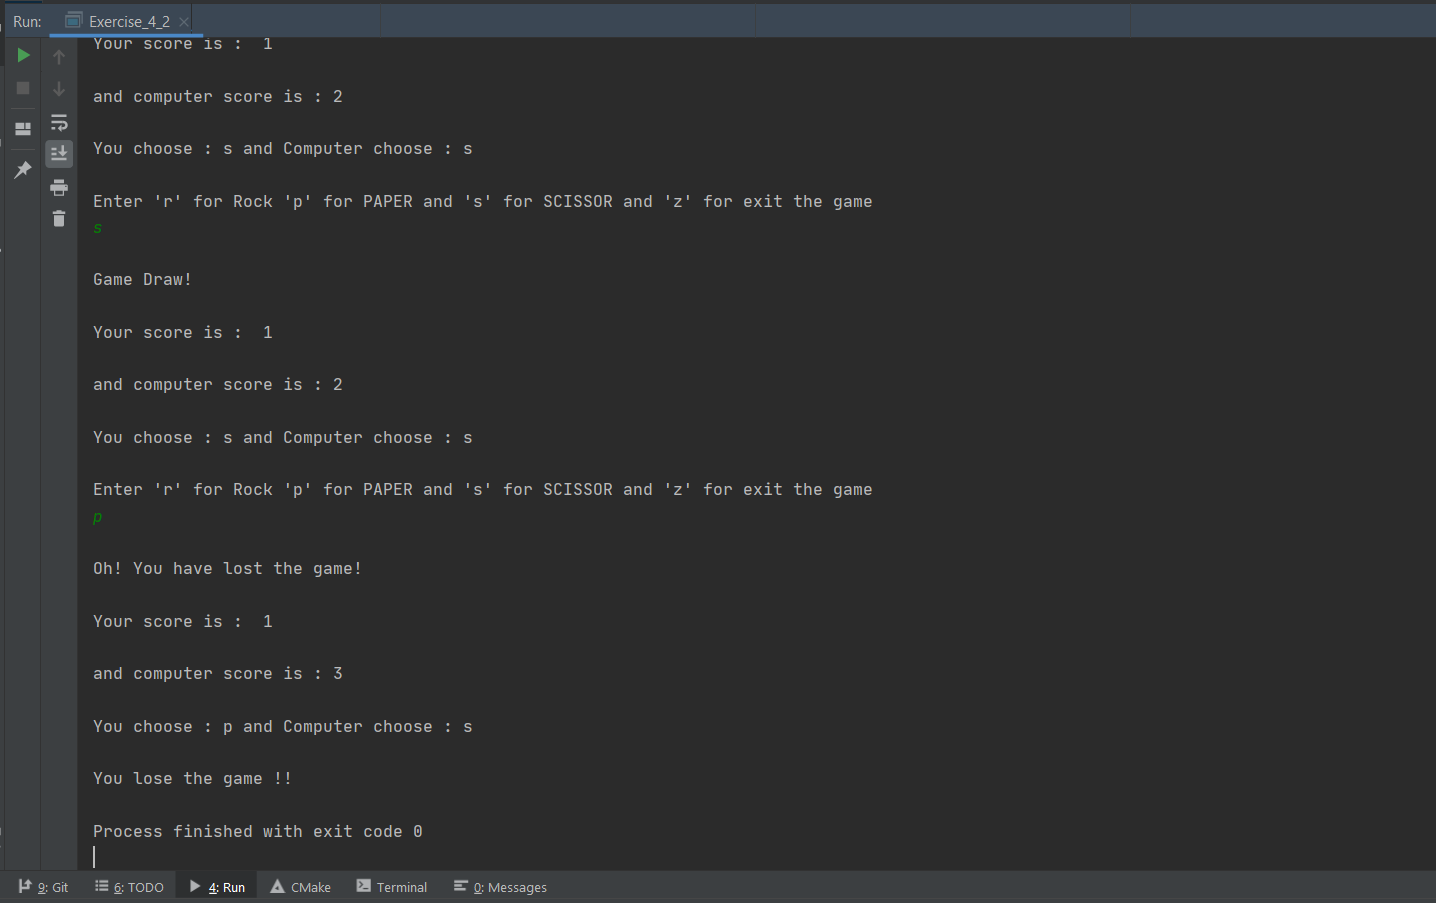 Run: Exercise_4_2
Your score is :  1
and computer score is : 2
You choose : s and Computer choose : s
Enter 'r' for Rock 'p' for PAPER and 's' for SCISSOR and 'z' for exit the game
s
Game Draw!
Your score is :  1
and computer score is : 2
You choose : s and Computer choose : s
Enter 'r' for Rock 'p' for PAPER and 's' for SCISSOR and 'z' for exit the game
p
Oh! You have lost the game!
Your score is :  1
and computer score is : 3
You choose : p and Computer choose : s
You lose the game !!
Process finished with exit code 0
9: Git 6: TODO 4: Run CMake Terminal 0: Messages